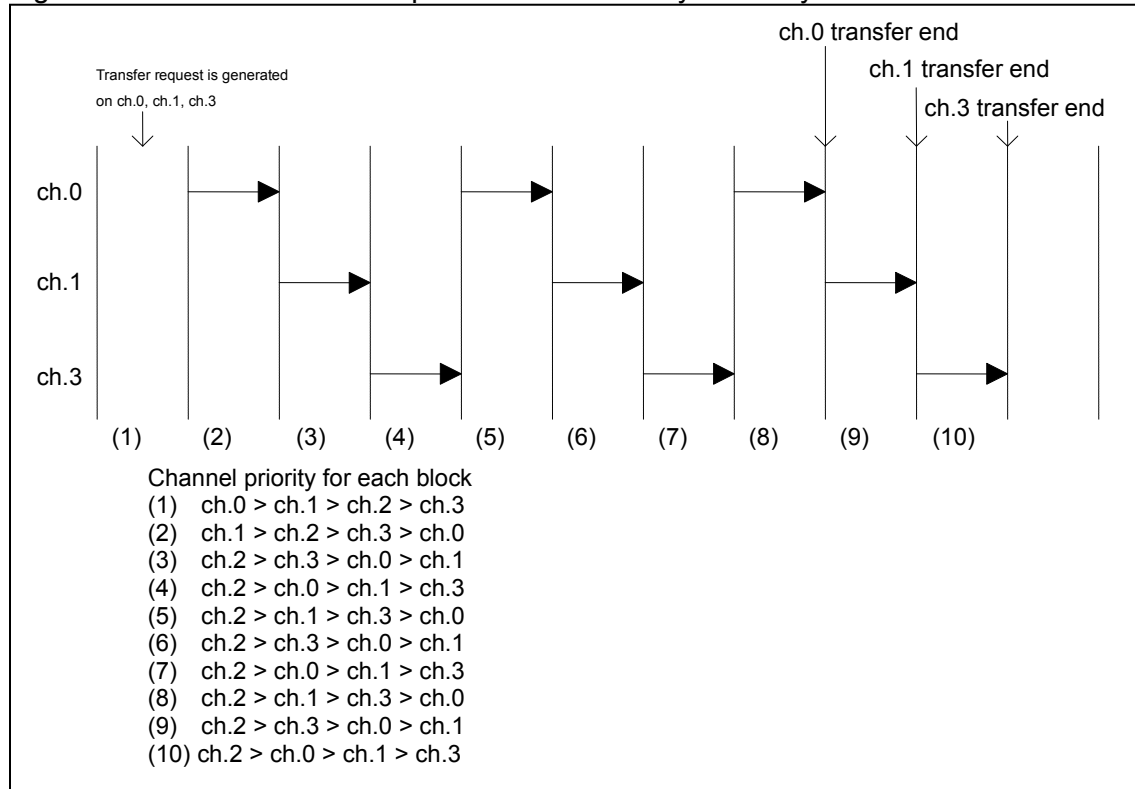 ch.0 transfer end
Transfer request is generated
ch.1 transfer end
on ch.0, ch.1, ch.3
ch.3 transfer end
ch.0
ch.1
ch.3
(1) (2) (3) (4) (5) (6) (7) (8) (9) (10)
Channel priority for each block
(1) ch.0 > ch.1 > ch.2 > ch.3
(2) ch.1 > ch.2 > ch.3 > ch.0
(3) ch.2 > ch.3 > ch.0 > ch.1
(4) ch.2 > ch.0 > ch.1 > ch.3
(5) ch.2 > ch.1 > ch.3 > ch.0
(6) ch.2 > ch.3 > ch.0 > ch.1
(7) ch.2 > ch.0 > ch.1 > ch.3
(8) ch.2 > ch.1 > ch.3 > ch.0
(9) ch.2 > ch.3 > ch.0 > ch.1
(10) ch.2 > ch.0 > ch.1 > ch.3